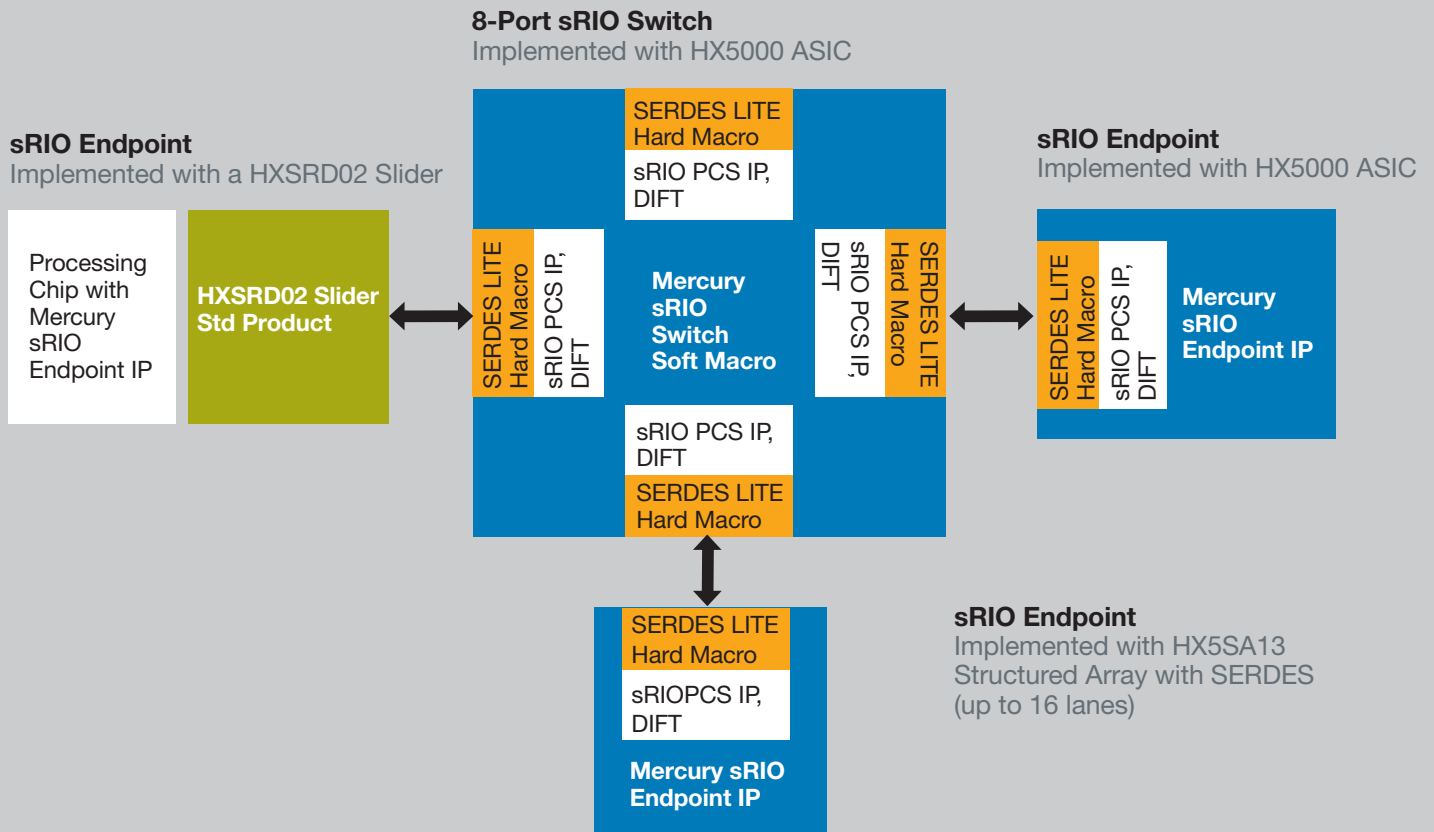 8-Port sRIO Switch
Implemented with HX5000 ASIC
sRIO Endpoint
Implemented with a HXSRD02 Slider
Processing
Chip with
Mercury
sRIO
Endpoint IP
HXSRD02 Slider
Std Product
SERDES LITE
Hard Macro
sRIO PCS IP,
DIFT
SERDES LITE
Hard Macro
sRIO PCS IP,
DIFT
Mercury
sRIO
Switch
Soft Macro
SERDES LITE
Hard Macro
sRIO PCS IP,
DIFT
sRIO PCS IP,
DIFT
SERDES LITE
Hard Macro
sRIO Endpoint
Implemented with HX5000 ASIC
SERDES LITE
Hard Macro
sRIO PCS IP,
DIFT
Mercury
sRIO
Endpoint IP
SERDES LITE
Hard Macro
sRIOPCS IP,
DIFT
Mercury sRIO
Endpoint IP
sRIO Endpoint
Implemented with HX5SA13
Structured Array with SERDES
(up to 16 lanes)